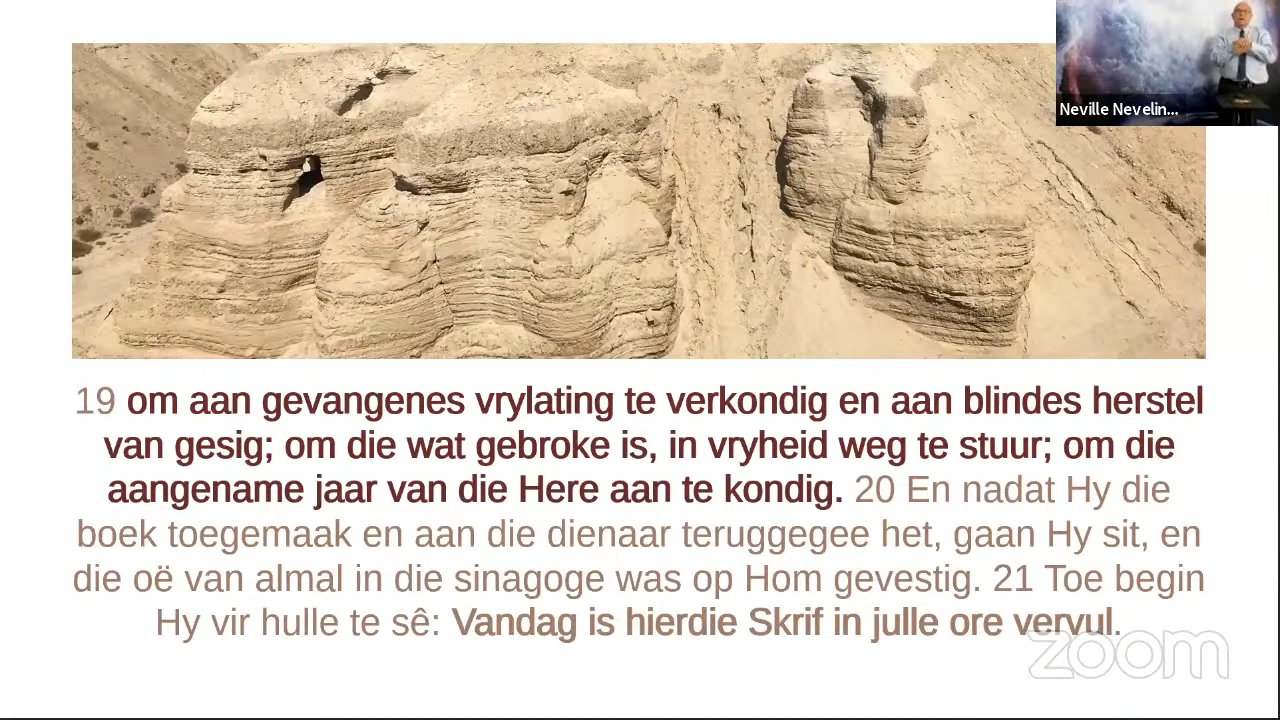 Neville Nevelin...
19 om aan gevangenes vrylating te verkondig en aan blindes herstel
van gesig; om die wat gebroke is, in vryheid weg te stuur; om die
aangename jaar van die Here aan te kondig. 20 En nadat Hy die
boek toegemaak en aan die dienaar teruggegee het, gaan Hy sit, en
die oë van almal in die sinagoge was op Hom gevestig. 21 Toe begin
Hy vir hulle te sê: Vandag is hierdie Skrif in julle ore vervul.
zoom